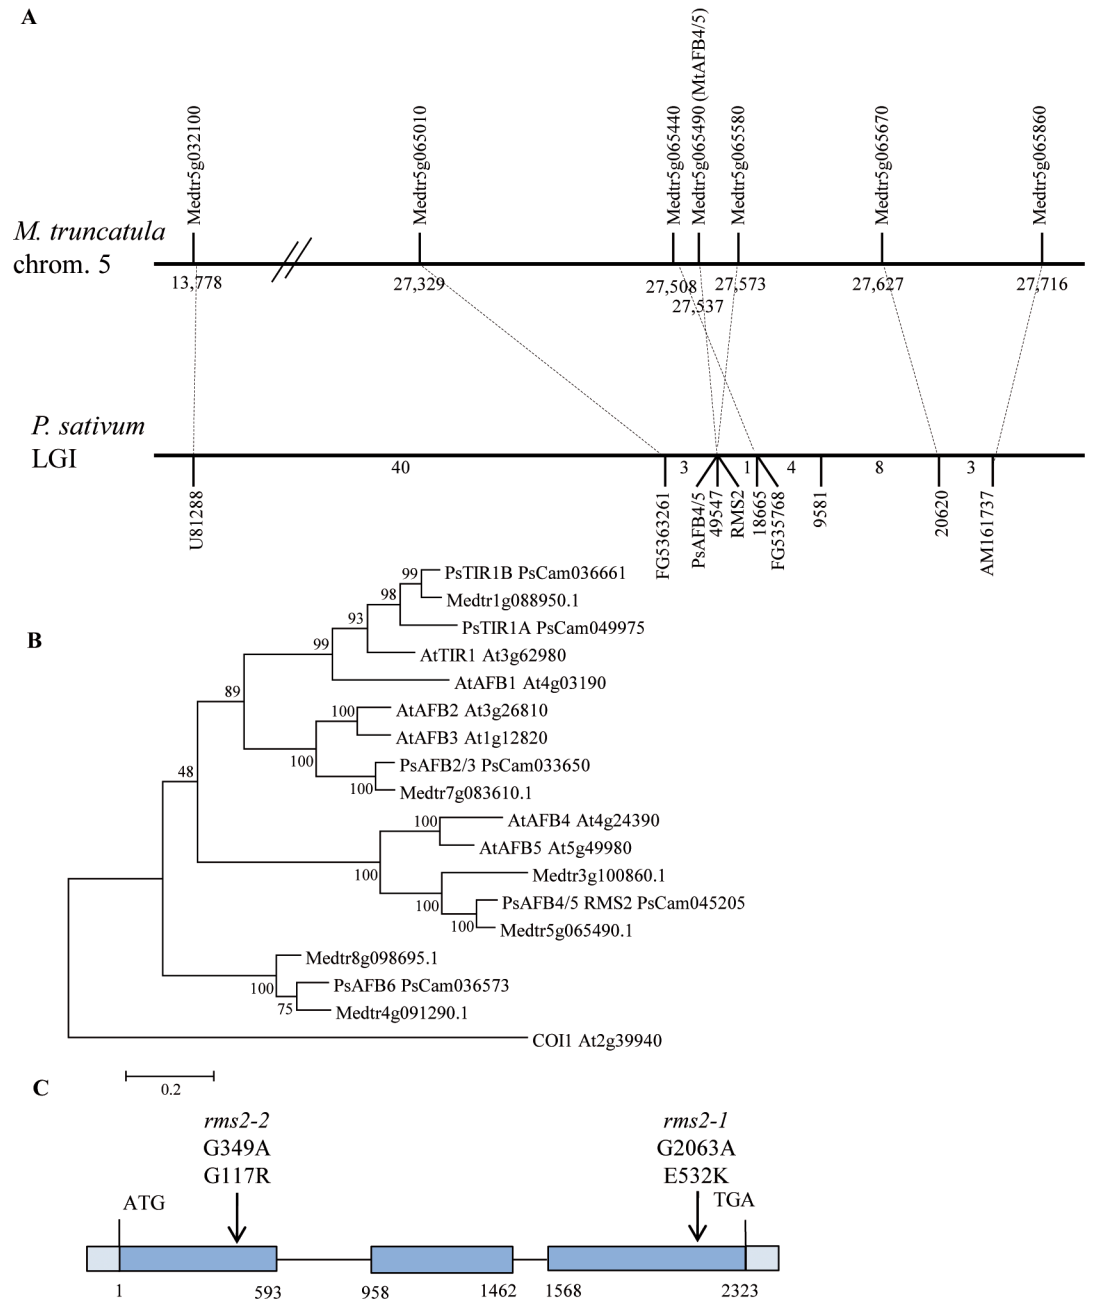 A
Medtr5g032100
Medtr5g065010
Medtr5g065440
Medtr5g065490 (MtAFB4/5)
Medtr5g065580
Medtr5g065670
Medtr5g065860
M. truncatula
chrom. 5
13,778
27,329
27,508
27,537
27,573
27,627
27,716
P. sativum
LGI
40
3
1
4
8
3
U81288
FG5363261
PsAFB4/5
49547
RMS2
18665
FG535768
9581
20620
AM161737
B
99
98
93
99
89
100
100
100
48
100
100
100
100
100
75
PsTIR1B PsCam036661
Medtr1g088950.1
PsTIR1A PsCam049975
AtTIR1 At3g62980
AtAFB1 At4g03190
AtAFB2 At3g26810
AtAFB3 At1g12820
PsAFB2/3 PsCam033650
Medtr7g083610.1
AtAFB4 At4g24390
AtAFB5 At5g49980
Medtr3g100860.1
PsAFB4/5 RMS2 PsCam045205
Medtr5g065490.1
Medtr8g098695.1
PsAFB6 PsCam036573
Medtr4g091290.1
COI1 At2g39940
0.2
C
rms2-2
G349A
G117R
rms2-1
G2063A
E532K
ATG
TGA
1
593
958
1462
1568
2323